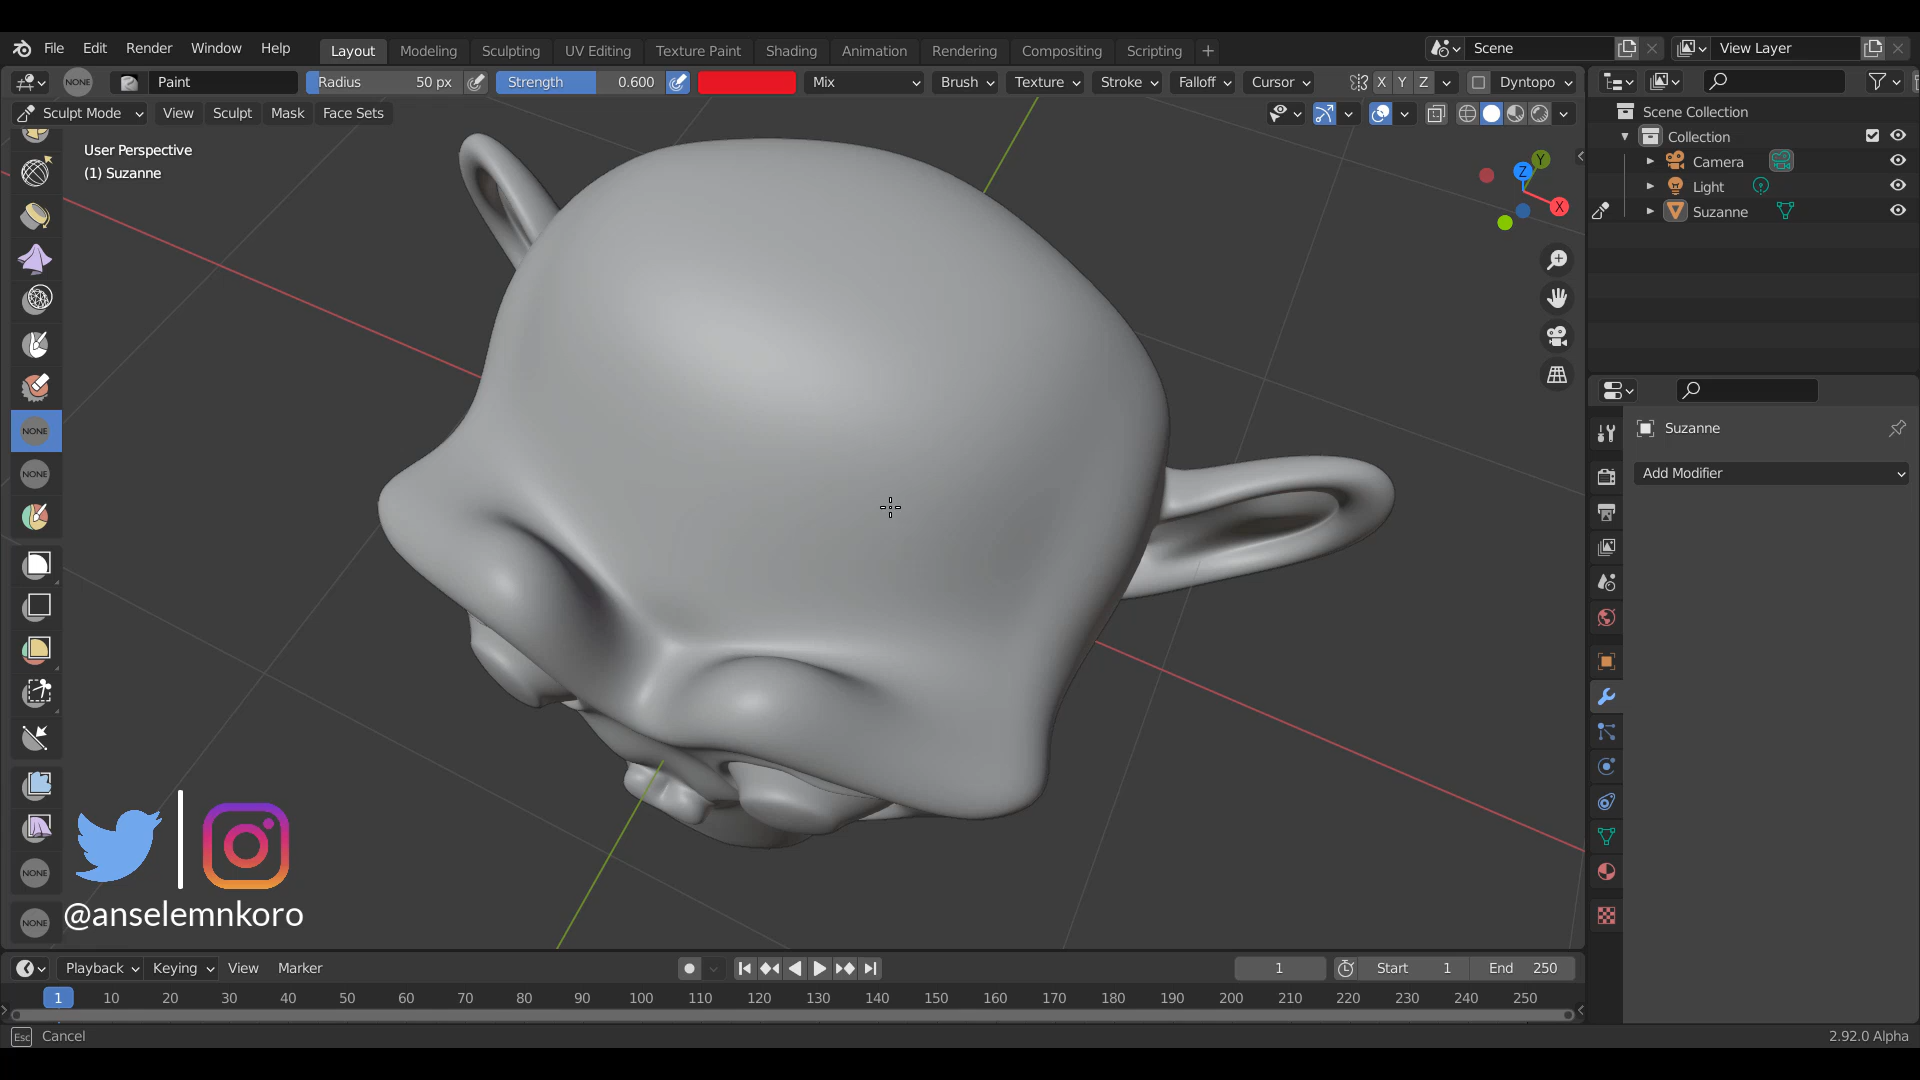 File Edit Render Window Help Layout Modeling Sculpting UV Editing Texture Paint Shading Animation Rendering Compositing Scripting + Scene View Layer
NONE Paint Radius 50 px Strength 0.600 Mix Brush Texture Stroke Falloff Cursor X Y Z Dyntopo
Sculpt Mode View Sculpt Mask Face Sets
Scene Collection
Collection
Camera
Light
Suzanne
User Perspective
(1) Suzanne
Y
Z
X
Suzanne
Add Modifier
NONE
NONE
NONE
NONE
@anselemnkoro
Playback Keying View Marker 1 Start 1 End 250
1 10 20 30 40 50 60 70 80 90 100 110 120 130 140 150 160 170 180 190 200 210 220 230 240 250
Esc Cancel 2.92.0 Alpha